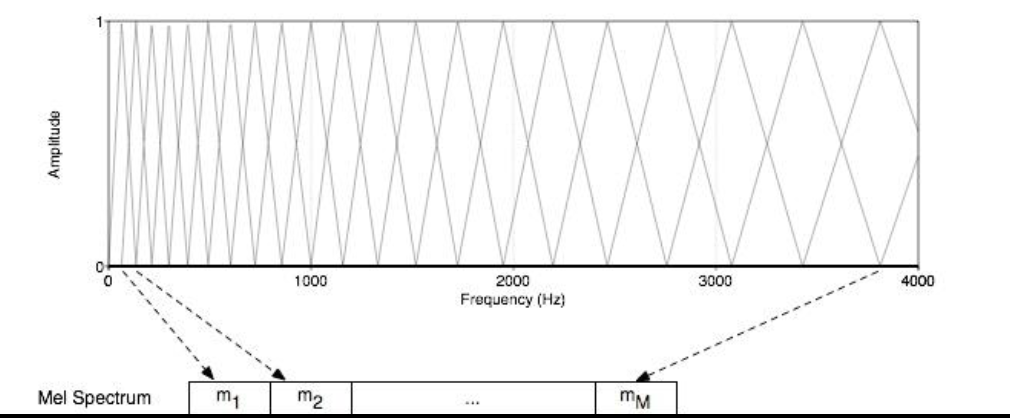 1
Amplitude
0
0 1000 2000 3000 4000
Frequency (Hz)
Mel Spectrum m1 m2 ... mM